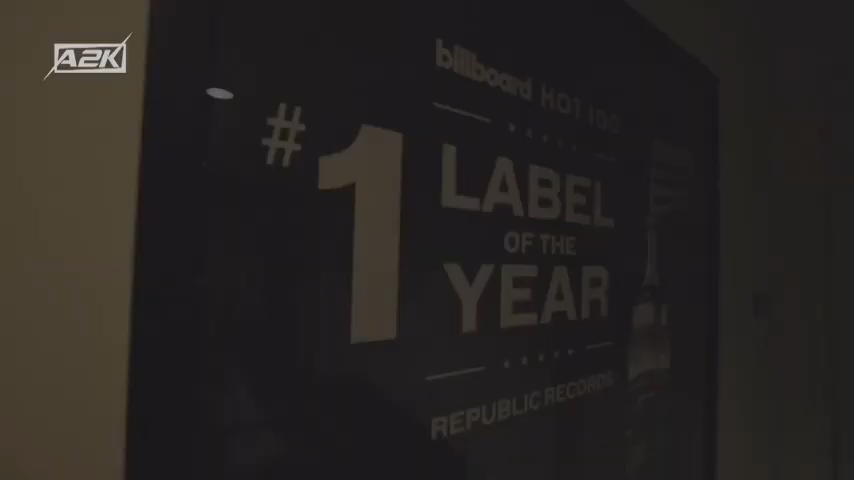 A2K
billboard HOT 100
#1
LABEL
OF THE
YEAR
REPUBLIC RECORDS